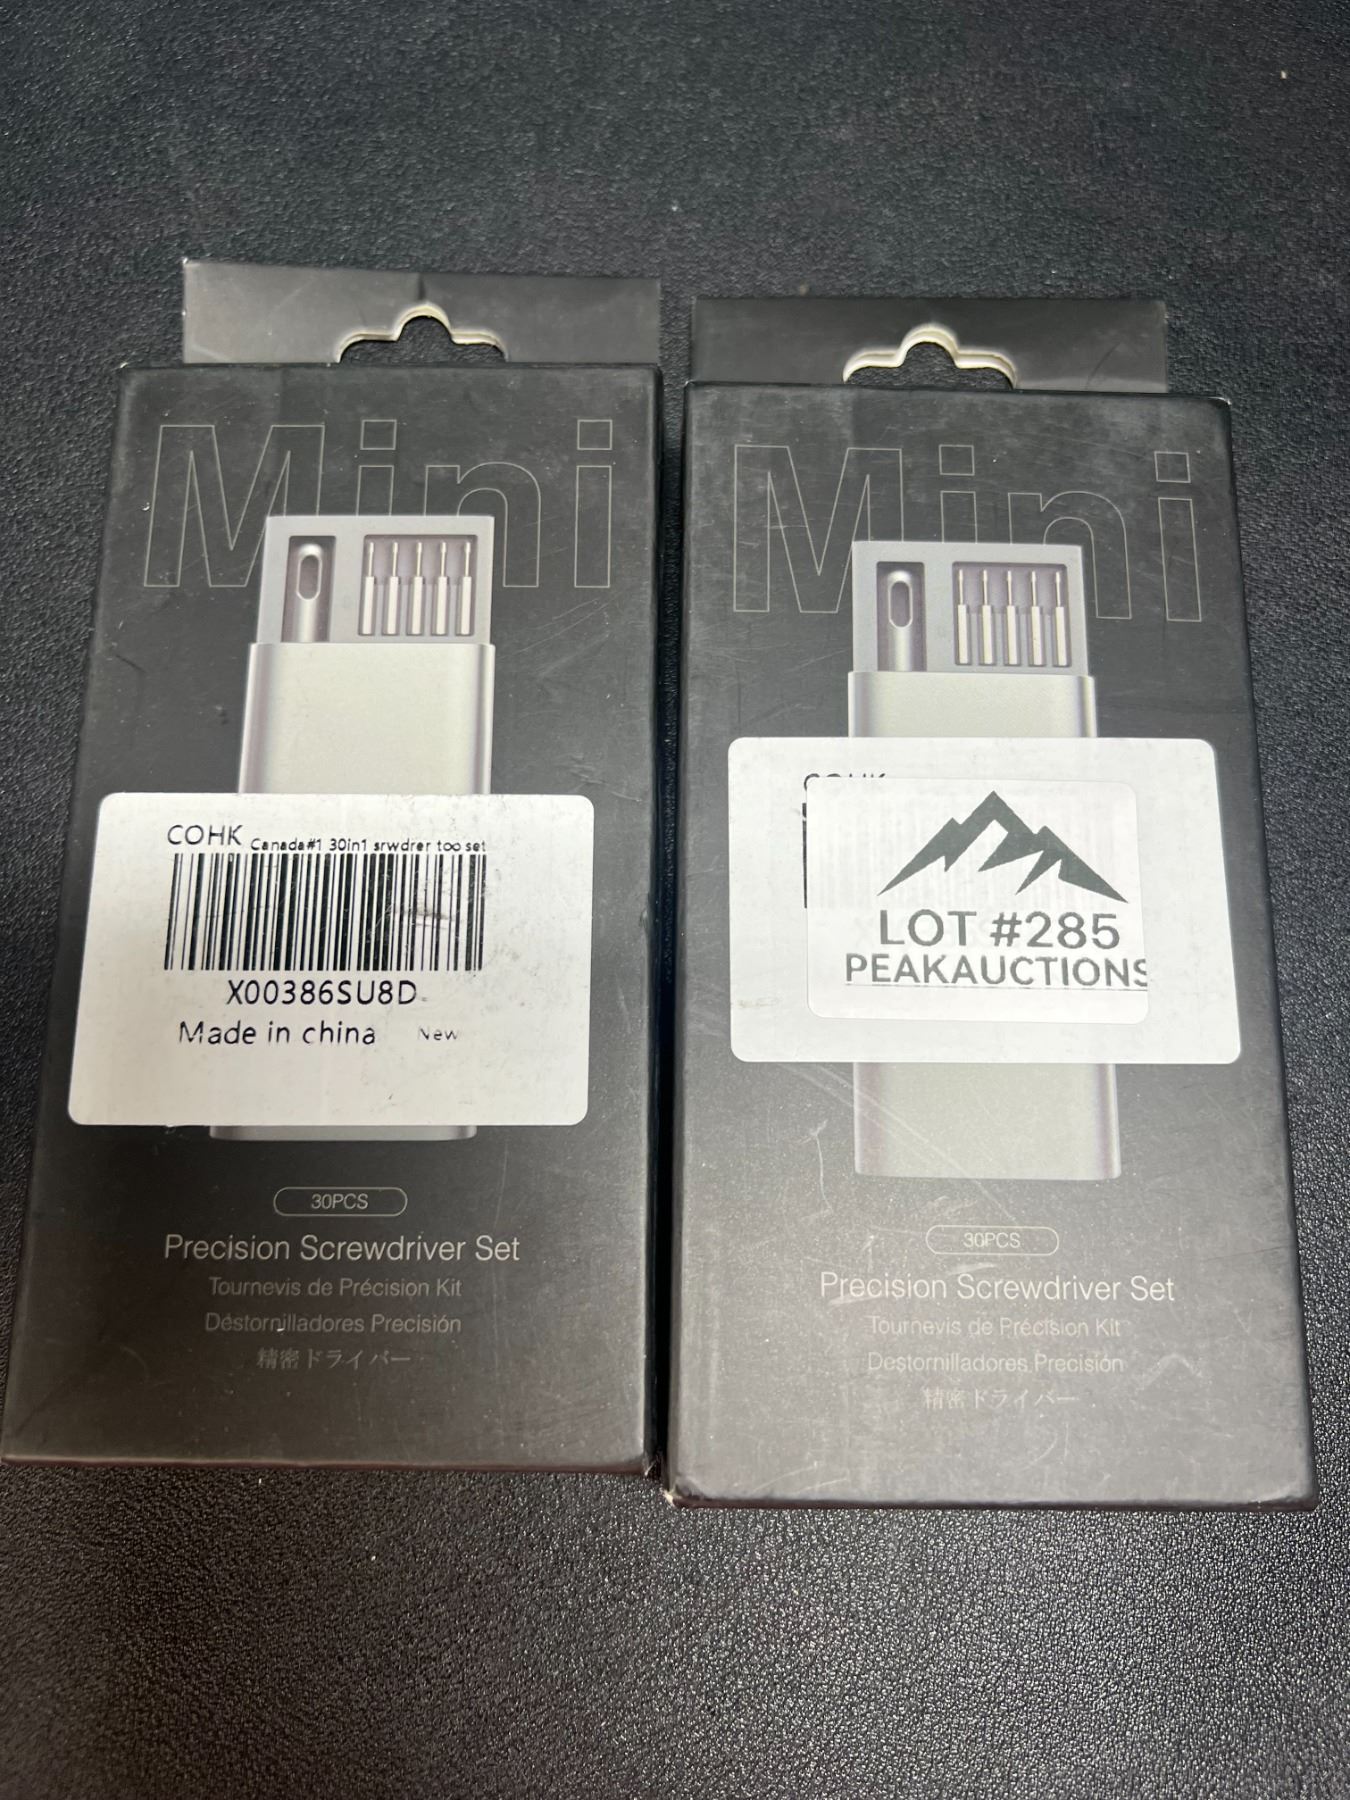 Mini
COHK Canada#1 30in1 srwdrer too set
X00386SU8D
Made in china New
30PCS
Precision Screwdriver Set
Tournevis de Précision Kit
Déstornilladores Precisión
精密ドライバー
Mini
COHK
LOT #285
PEAKAUCTIONS
30PCS
Precision Screwdriver Set
Tournevis de Précision Kit
Destornilladores Precisión
精密ドライバー